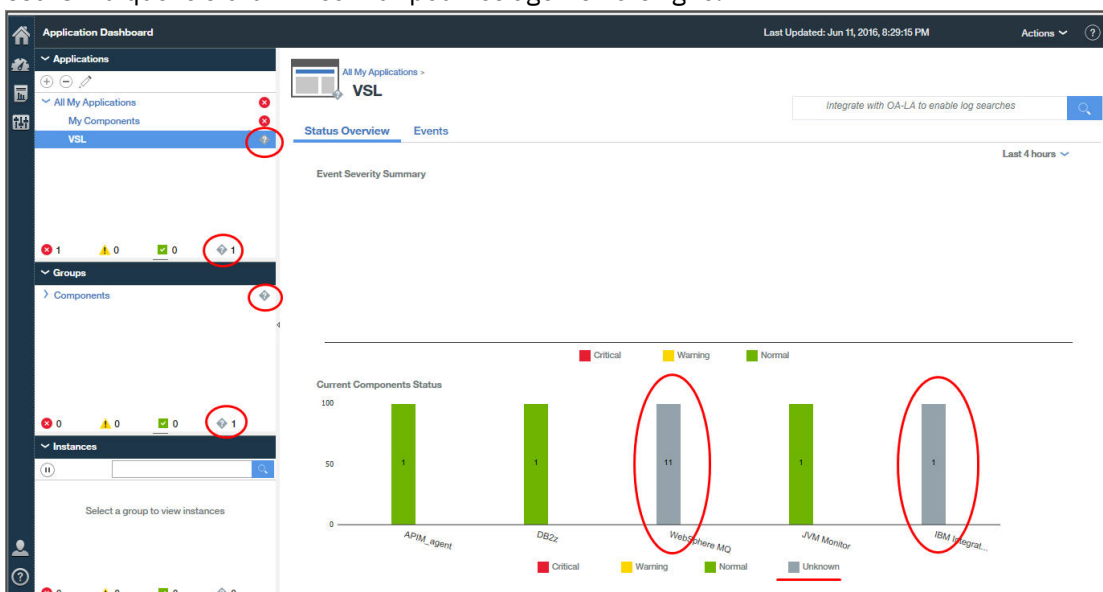 Application Dashboard
Last Updated: Jun 11, 2016, 8:29:15 PM
Actions
Applications
All My Applications
My Components
VSL
1
0
0
1
Groups
Components
0
0
0
1
Instances
Select a group to view instances
All My Applications >
VSL
Integrate with OA-LA to enable log searches
Status Overview
Events
Last 4 hours
Event Severity Summary
Critical
Warning
Normal
Current Components Status
100
50
0
1
1
11
1
1
APIM_agent
DB2z
WebSphere MQ
JVM Monitor
IBM Integrat...
Critical
Warning
Normal
Unknown